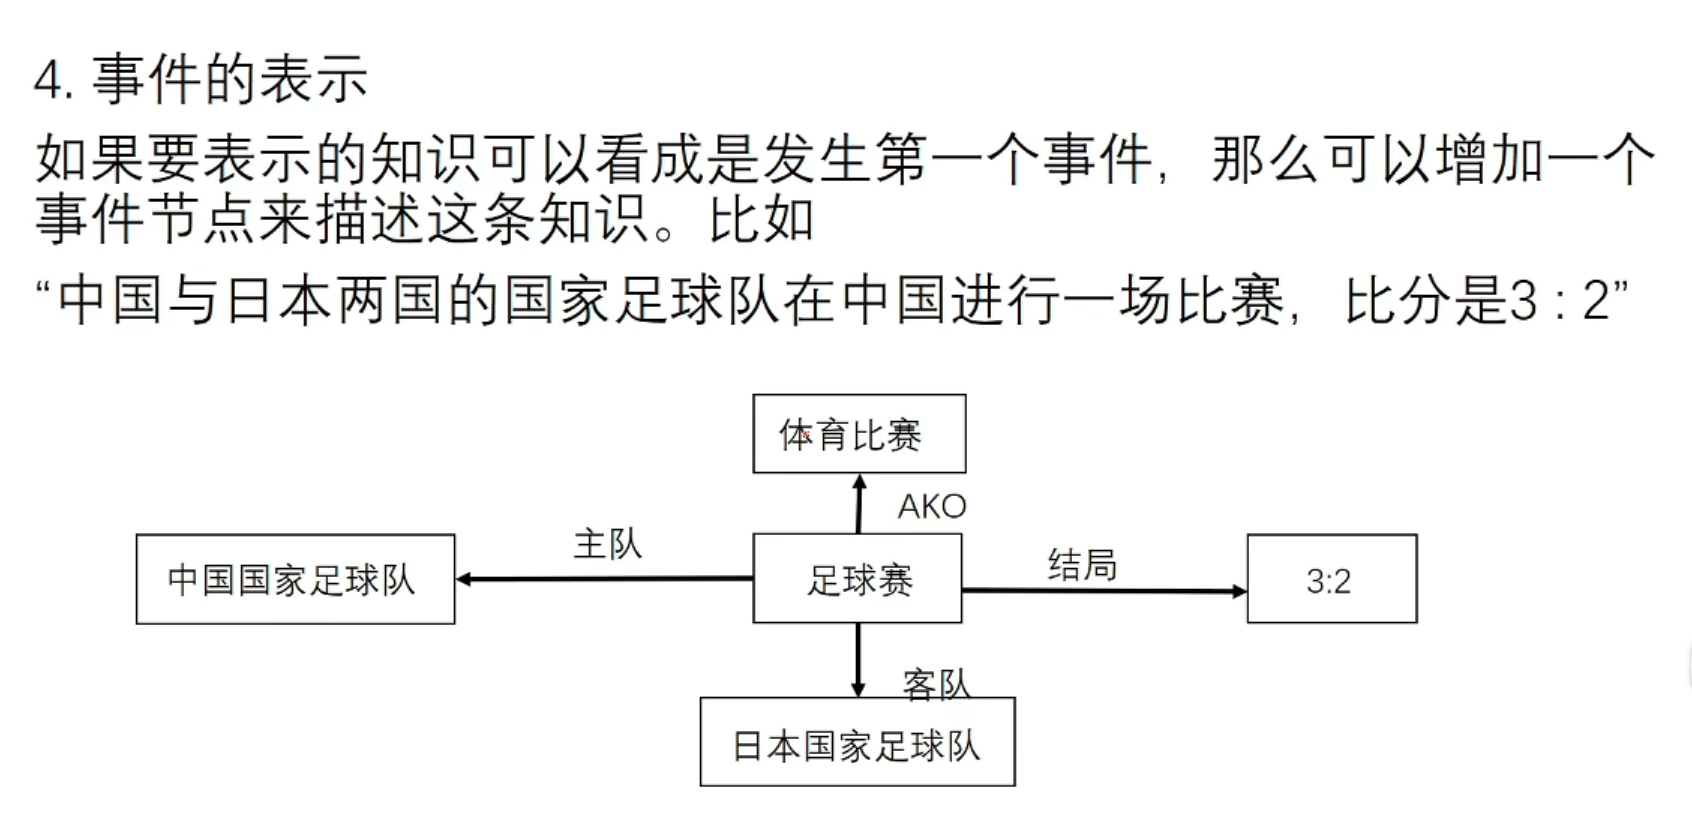 4. 事件的表示
如果要表示的知识可以看成是发生第一个事件，那么可以增加一个
事件节点来描述这条知识。比如
“中国与日本两国的国家足球队在中国进行一场比赛，比分是3 : 2”
体育比赛
AKO
主队
中国国家足球队
足球赛
结局
3:2
客队
日本国家足球队